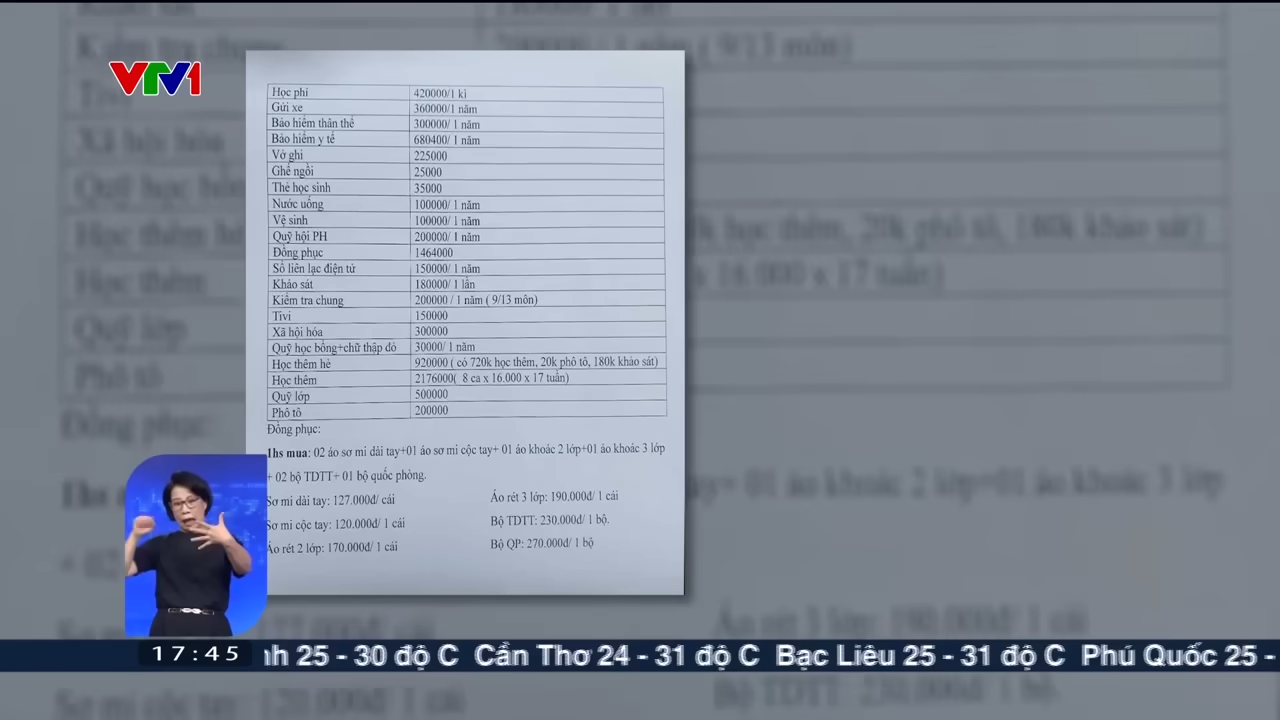 VTV1
Học phí 420000/1 kì
Gửi xe 360000/1 năm
Bảo hiểm thân thể 300000/ 1 năm
Bảo hiểm y tế 680400/ 1 năm
Vở ghi 225000
Ghế ngồi 25000
Thẻ học sinh 35000
Nước uống 100000/ 1 năm
Vệ sinh 100000/ 1 năm
Quỹ hội PH 200000/ 1 năm
Đồng phục 1464000
Sổ liên lạc điện tử 150000/ 1 năm
Khảo sát 180000/ 1 lần
Kiểm tra chung 200000 / 1 năm ( 9/13 môn)
Tivi 150000
Xã hội hóa 300000
Quỹ học bổng+chữ thập đỏ 30000/ 1 năm
Học thêm hè 920000 ( có 720k học thêm, 20k phô tô, 180k khảo sát)
Học thêm 2176000( 8 ca x 16.000 x 17 tuần)
Quỹ lớp 500000
Phô tô 200000
Đồng phục:
1hs mua: 02 áo sơ mi dài tay+01 áo sơ mi cộc tay+ 01 áo khoác 2 lớp+01 áo khoác 3 lớp
+ 02 bộ TDTT+ 01 bộ quốc phòng.
Sơ mi dài tay: 127.000đ/ cái Áo rét 3 lớp: 190.000đ/ 1 cái
Sơ mi cộc tay: 120.000đ/ 1 cái Bộ TDTT: 230.000đ/ 1 bộ.
Áo rét 2 lớp: 170.000đ/ 1 cái Bộ QP: 270.000đ/ 1 bộ
17:45 nh 25 - 30 độ C Cần Thơ 24 - 31 độ C Bạc Liêu 25 - 31 độ C Phú Quốc 25 -